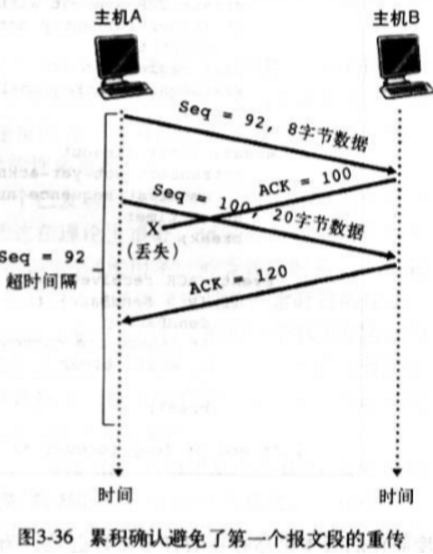 主机A
主机B
Seq = 92, 8字节数据
ACK = 100
Seq = 100, 20字节数据
X
(丢失)
Seq = 92
超时间隔
ACK = 120
时间
时间
图3-36 累积确认避免了第一个报文段的重传